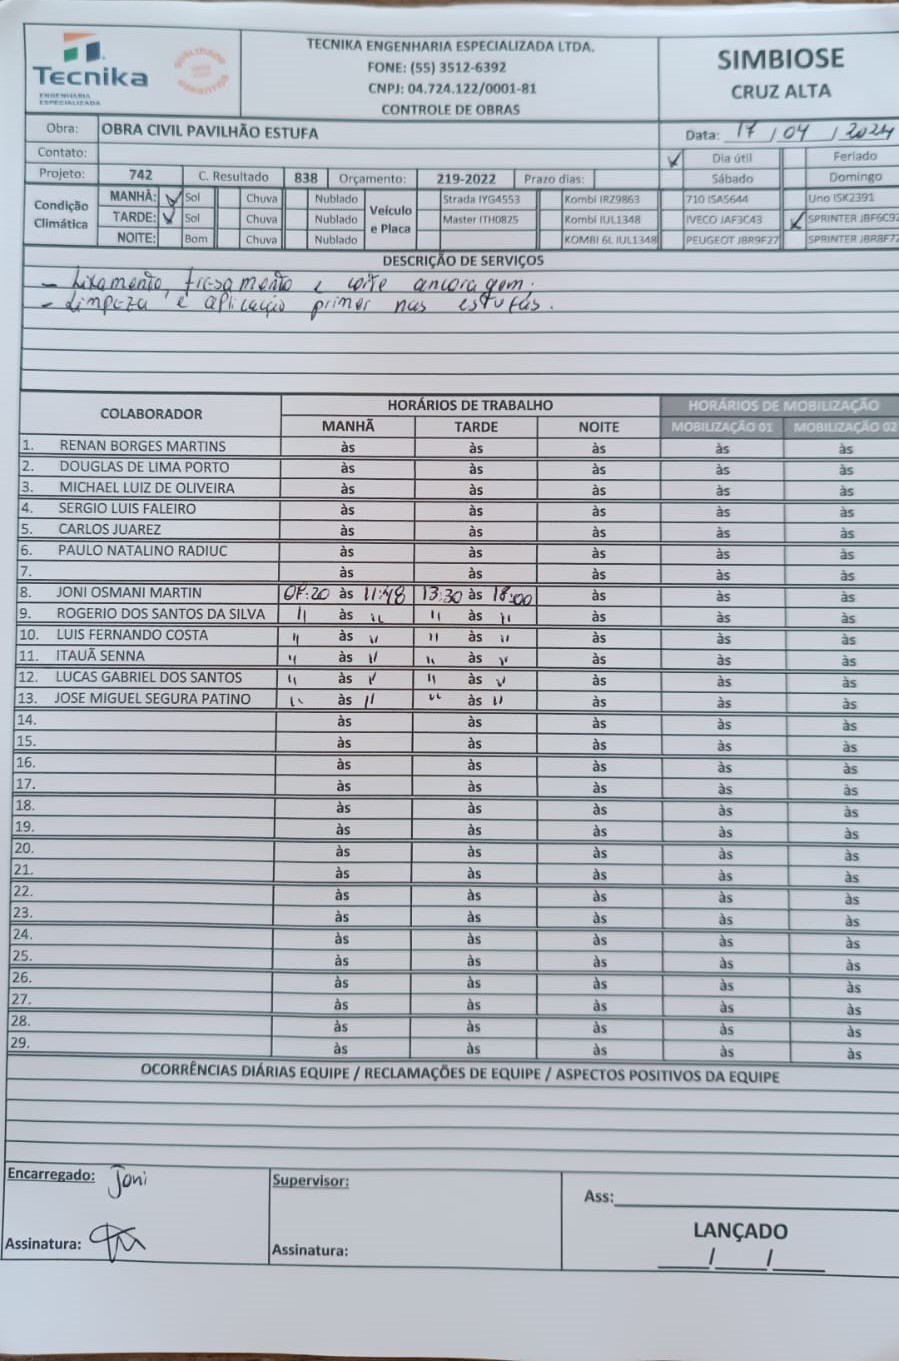 Tecnika
ENGENHARIA
ESPECIALIZADA
TECNIKA ENGENHARIA ESPECIALIZADA LTDA.
FONE: (55) 3512-6392
CNPJ: 04.724.122/0001-81
CONTROLE DE OBRAS
SIMBIOSE
CRUZ ALTA
Obra: OBRA CIVIL PAVILHÃO ESTUFA
Data: 17 / 04 / 2024
Contato:
Dia útil Feriado
Projeto: 742 C. Resultado 838 Orçamento: 219-2022 Prazo dias:
Sábado Domingo
Condição Climática
MANHÃ: Sol Chuva Nublado
TARDE: Sol Chuva Nublado
NOITE: Bom Chuva Nublado
Veículo e Placa
Strada IYG4553 Kombi IRZ9863 710 ISA5644 Uno ISK2391
Master ITH0825 Kombi IUL1348 IVECO JAF3C43 SPRINTER JBF6C92
KOMBI 6L IUL1348 PEUGEOT JBR9F27 SPRINTER JBR8F72
DESCRIÇÃO DE SERVIÇOS
- Lixamento, fresamento e corte ancoragem.
- Limpeza e aplicação primer nas estufas.
COLABORADOR HORÁRIOS DE TRABALHO HORÁRIOS DE MOBILIZAÇÃO
MANHÃ TARDE NOITE MOBILIZAÇÃO 01 MOBILIZAÇÃO 02
1. RENAN BORGES MARTINS às às às às às
2. DOUGLAS DE LIMA PORTO às às às às às
3. MICHAEL LUIZ DE OLIVEIRA às às às às às
4. SERGIO LUIS FALEIRO às às às às às
5. CARLOS JUAREZ às às às às às
6. PAULO NATALINO RADIUC às às às às às
7. às às às às às
8. JONI OSMANI MARTIN 08:20 às 11:48 13:30 às 18:00 às às às
9. ROGERIO DOS SANTOS DA SILVA " às " " às " às às às
10. LUIS FERNANDO COSTA " às " " às " às às às
11. ITAUÃ SENNA " às " " às " às às às
12. LUCAS GABRIEL DOS SANTOS " às " " às " às às às
13. JOSE MIGUEL SEGURA PATINO " às " " às " às às às
14. às às às às às
15. às às às às às
16. às às às às às
17. às às às às às
18. às às às às às
19. às às às às às
20. às às às às às
21. às às às às às
22. às às às às às
23. às às às às às
24. às às às às às
25. às às às às às
26. às às às às às
27. às às às às às
28. às às às às às
29. às às às às às
OCORRÊNCIAS DIÁRIAS EQUIPE / RECLAMAÇÕES DE EQUIPE / ASPECTOS POSITIVOS DA EQUIPE
Encarregado: Joni
Supervisor:
Ass:
LANÇADO
Assinatura:
Assinatura:
__/__/__